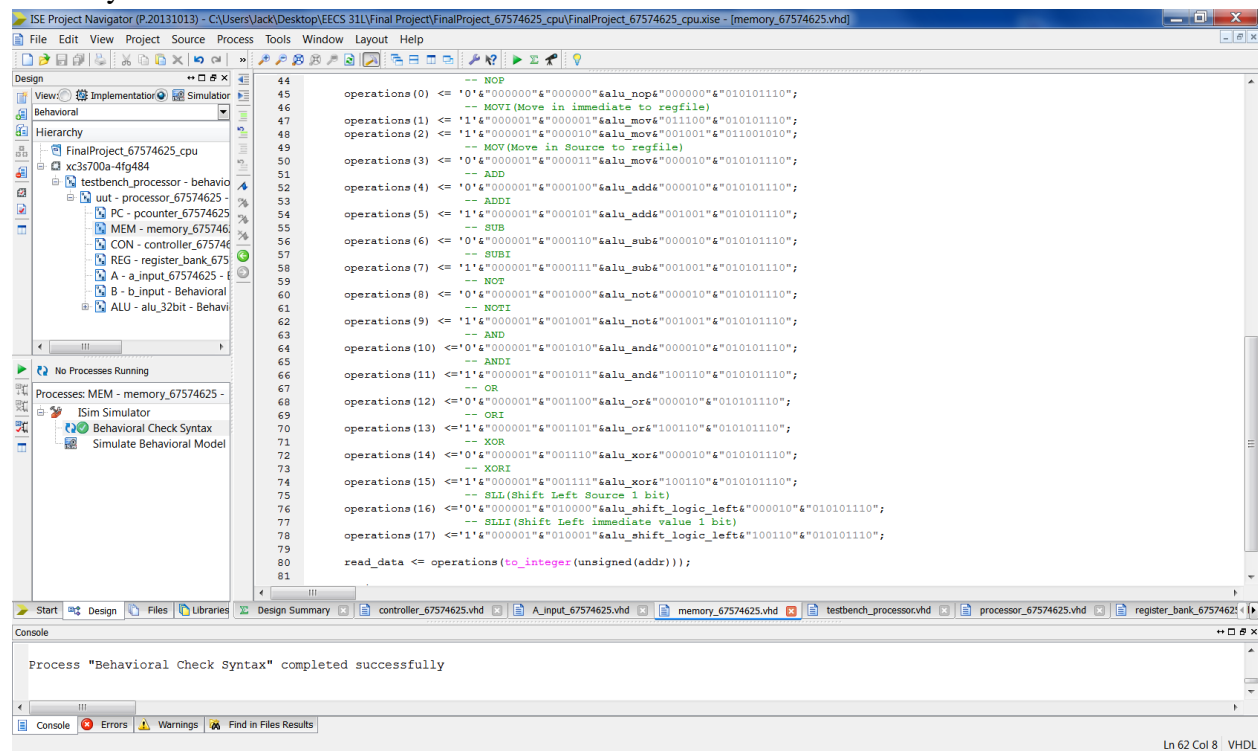 ISE Project Navigator (P.20131013) - C:\Users\Jack\Desktop\EECS 31L\Final Project\FinalProject_67574625_cpu\FinalProject_67574625_cpu.xise - [memory_67574625.vhd]
File Edit View Project Source Process Tools Window Layout Help
Design
View: Implementation Simulation
Behavioral
Hierarchy
FinalProject_67574625_cpu
xc3s700a-4fg484
testbench_processor - behavio
uut - processor_67574625 -
PC - pcounter_67574625
MEM - memory_675746
CON - controller_675746
REG - register_bank_675
A - a_input_67574625 - B
B - b_input - Behavioral
ALU - alu_32bit - Behavi
No Processes Running
Processes: MEM - memory_67574625 -
ISim Simulator
Behavioral Check Syntax
Simulate Behavioral Model
44 -- NOP
45 operations(0) <= '0'&"000000"&"000000"&alu_nop&"000000"&"010101110";
46 -- MOVI(Move in immediate to regfile)
47 operations(1) <= '1'&"000001"&"000001"&alu_mov&"011100"&"010101110";
48 operations(2) <= '1'&"000001"&"000010"&alu_mov&"001001"&"011001010";
49 -- MOV(Move in Source to regfile)
50 operations(3) <= '0'&"000001"&"000011"&alu_mov&"000010"&"010101110";
51 -- ADD
52 operations(4) <= '0'&"000001"&"000100"&alu_add&"000010"&"010101110";
53 -- ADDI
54 operations(5) <= '1'&"000001"&"000101"&alu_add&"001001"&"010101110";
55 -- SUB
56 operations(6) <= '0'&"000001"&"000110"&alu_sub&"000010"&"010101110";
57 -- SUBI
58 operations(7) <= '1'&"000001"&"000111"&alu_sub&"001001"&"010101110";
59 -- NOT
60 operations(8) <= '0'&"000001"&"001000"&alu_not&"000010"&"010101110";
61 -- NOTI
62 operations(9) <= '1'&"000001"&"001001"&alu_not&"001001"&"010101110";
63 -- AND
64 operations(10) <='0'&"000001"&"001010"&alu_and&"000010"&"010101110";
65 -- ANDI
66 operations(11) <='1'&"000001"&"001011"&alu_and&"100110"&"010101110";
67 -- OR
68 operations(12) <='0'&"000001"&"001100"&alu_or&"000010"&"010101110";
69 -- ORI
70 operations(13) <='1'&"000001"&"001101"&alu_or&"100110"&"010101110";
71 -- XOR
72 operations(14) <='0'&"000001"&"001110"&alu_xor&"000010"&"010101110";
73 -- XORI
74 operations(15) <='1'&"000001"&"001111"&alu_xor&"100110"&"010101110";
75 -- SLL(Shift Left Source 1 bit)
76 operations(16) <='0'&"000001"&"010000"&alu_shift_logic_left&"000010"&"010101110";
77 -- SLLI(Shift Left immediate value 1 bit)
78 operations(17) <='1'&"000001"&"010001"&alu_shift_logic_left&"100110"&"010101110";
79
80 read_data <= operations(to_integer(unsigned(addr)));
81
Start Design Files Libraries Design Summary controller_67574625.vhd A_input_67574625.vhd memory_67574625.vhd testbench_processor.vhd processor_67574625.vhd register_bank_67574625
Console
Process "Behavioral Check Syntax" completed successfully
Console Errors Warnings Find in Files Results
Ln 62 Col 8 VHDL